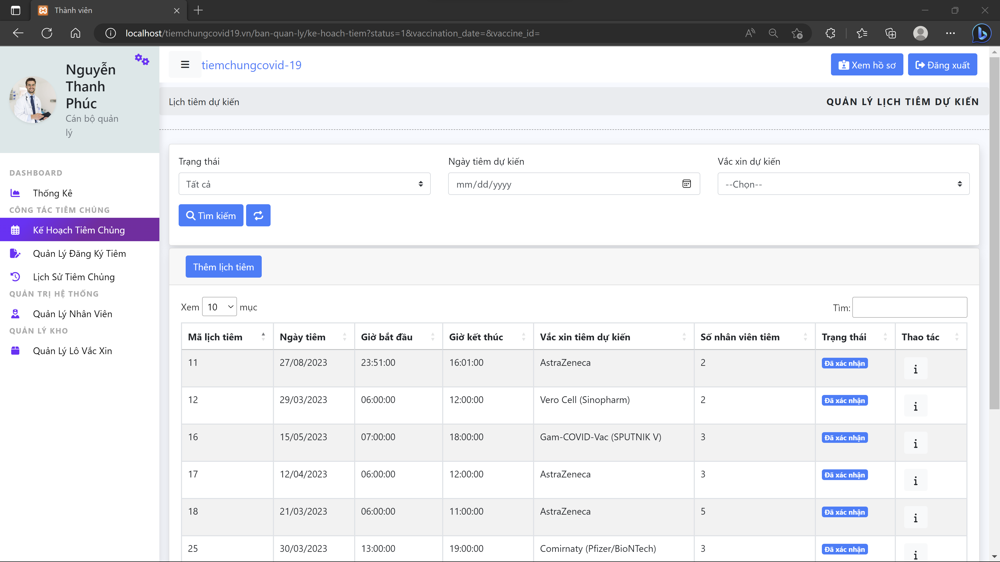 Thành viên
localhost/tiemchungcovid19.vn/ban-quan-ly/ke-hoach-tiem?status=1&vaccination_date=&vaccine_id=
Nguyễn
Thanh
Phúc
Cán bộ quản
lý
DASHBOARD
Thống Kê
CÔNG TÁC TIÊM CHỦNG
Kế Hoạch Tiêm Chủng
Quản Lý Đăng Ký Tiêm
Lịch Sử Tiêm Chủng
QUẢN TRỊ HỆ THỐNG
Quản Lý Nhân Viên
QUẢN LÝ KHO
Quản Lý Lô Vắc Xin
tiemchungcovid-19
Xem hồ sơ
Đăng xuất
Lịch tiêm dự kiến
QUẢN LÝ LỊCH TIÊM DỰ KIẾN
Trạng thái
Ngày tiêm dự kiến
Vắc xin dự kiến
Tất cả
mm/dd/yyyy
--Chọn--
Tìm kiếm
Thêm lịch tiêm
Xem 10 mục
Tìm:
Mã lịch tiêm Ngày tiêm Giờ bắt đầu Giờ kết thúc Vắc xin tiêm dự kiến Số nhân viên tiêm Trạng thái Thao tác
11 27/08/2023 23:51:00 16:01:00 AstraZeneca 2 Đã xác nhận
12 29/03/2023 06:00:00 12:00:00 Vero Cell (Sinopharm) 2 Đã xác nhận
16 15/05/2023 07:00:00 18:00:00 Gam-COVID-Vac (SPUTNIK V) 3 Đã xác nhận
17 12/04/2023 06:00:00 12:00:00 AstraZeneca 3 Đã xác nhận
18 21/03/2023 06:00:00 11:00:00 AstraZeneca 5 Đã xác nhận
25 30/03/2023 13:00:00 19:00:00 Comirnaty (Pfizer/BioNTech) 3 Đã xác nhận